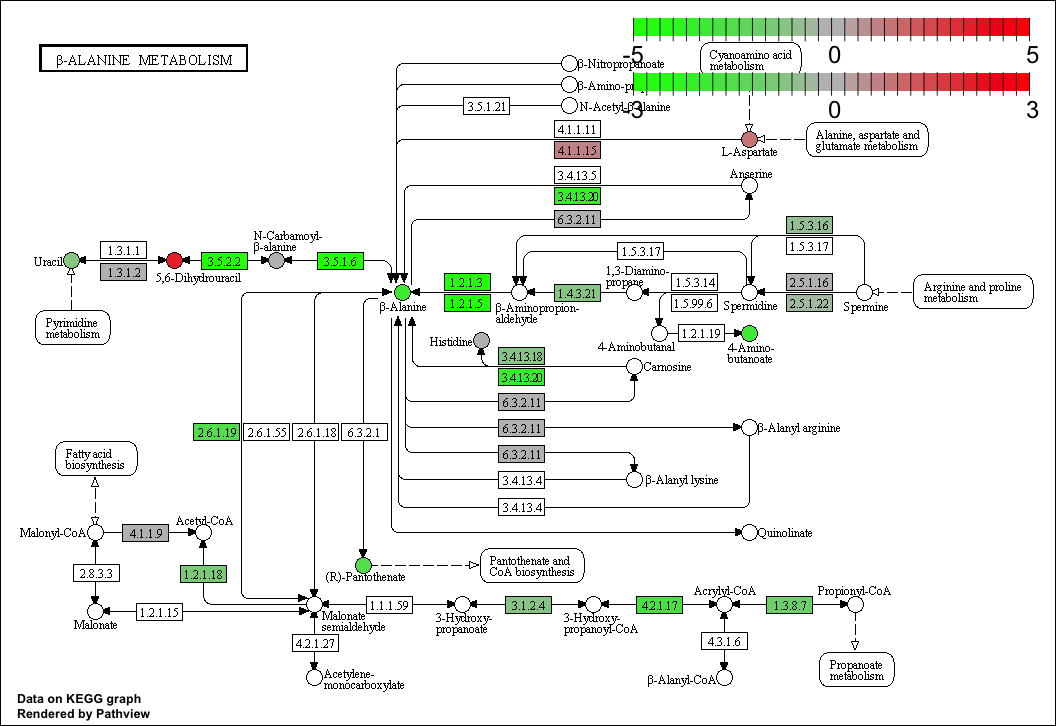 β-ALANINE METABOLISM
-5 0 5
-3 0 3
Cyanoamino acid
metabolism
β-Nitropropanoate
β-Amino-pr
N-Acetyl-β-alanine
3.5.1.21
4.1.1.11
4.1.1.15
L-Aspartate
Alanine, aspartate and
glutamate metabolism
3.4.13.5
3.4.13.20
Anserine
6.3.2.11
1.5.3.16
1.5.3.17
1.5.3.17
N-Carbamoyl-
β-alanine
Uracil
1.3.1.1
1.3.1.2
5,6-Dihydrouracil
3.5.2.2
3.5.1.6
β-Alanine
1.2.1.3
1.2.1.5
β-Aminopropion-
aldehyde
1.4.3.21
1,3-Diamino-
propane
1.5.3.14
1.5.99.6
Spermidine
2.5.1.16
2.5.1.22
Spermine
Arginine and proline
metabolism
Pyrimidine
metabolism
4-Aminobutanal
1.2.1.19
4-Amino-
butanoate
Histidine
3.4.13.18
3.4.13.20
Carnosine
6.3.2.11
6.3.2.11
β-Alanyl arginine
6.3.2.11
3.4.13.4
β-Alanyl lysine
3.4.13.4
2.6.1.19
2.6.1.55
2.6.1.18
6.3.2.1
Fatty acid
biosynthesis
Malonyl-CoA
4.1.1.9
Acetyl-CoA
Quinolinate
2.8.3.3
1.2.1.18
(R)-Pantothenate
Pantothenate and
CoA biosynthesis
Malonate
1.2.1.15
Malonate
semialdehyde
1.1.1.59
3-Hydroxy-
propanoate
3.1.2.4
3-Hydroxy-
propanoyl-CoA
4.2.1.17
Acrylyl-CoA
1.3.8.7
Propionyl-CoA
4.2.1.27
4.3.1.6
Acetylene-
monocarboxylate
β-Alanyl-CoA
Propanoate
metabolism
Data on KEGG graph
Rendered by Pathview